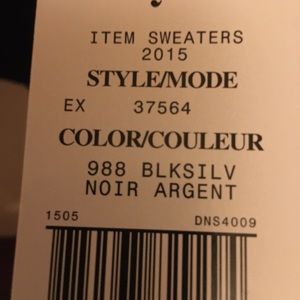 ITEM SWEATERS
2015
STYLE/MODE
EX 37564
COLOR/COULEUR
988 BLKSILV
NOIR ARGENT
1505 DNS4009